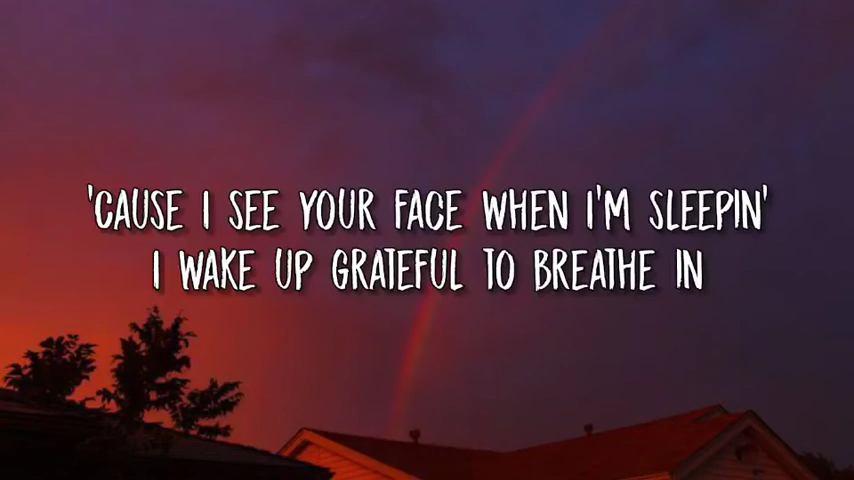 'CAUSE I SEE YOUR FACE WHEN I'M SLEEPIN'
I WAKE UP GRATEFUL TO BREATHE IN